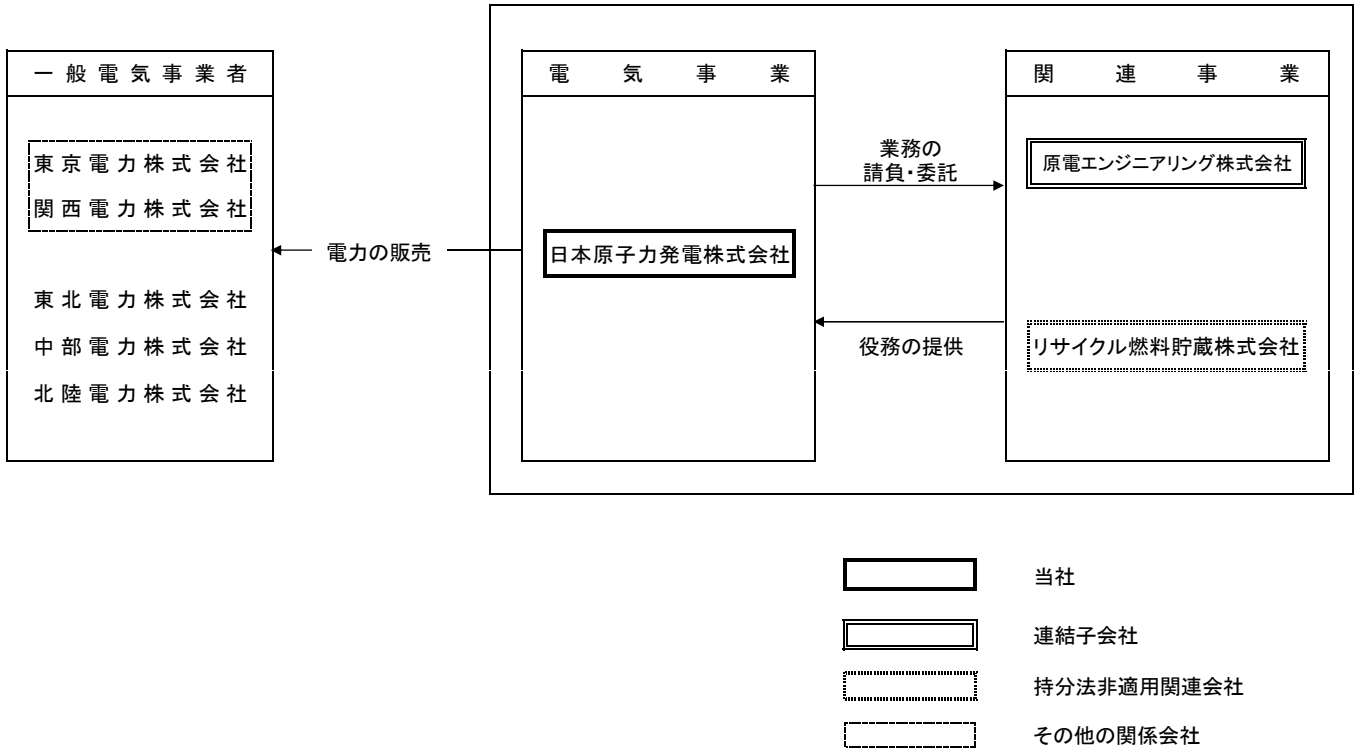 一般電気事業者
東京電力株式会社
関西電力株式会社
東北電力株式会社
中部電力株式会社
北陸電力株式会社
電力の販売
電気事業
日本原子力発電株式会社
業務の
請負・委託
役務の提供
関連事業
原電エンジニアリング株式会社
リサイクル燃料貯蔵株式会社
当社
連結子会社
持分法非適用関連会社
その他の関係会社